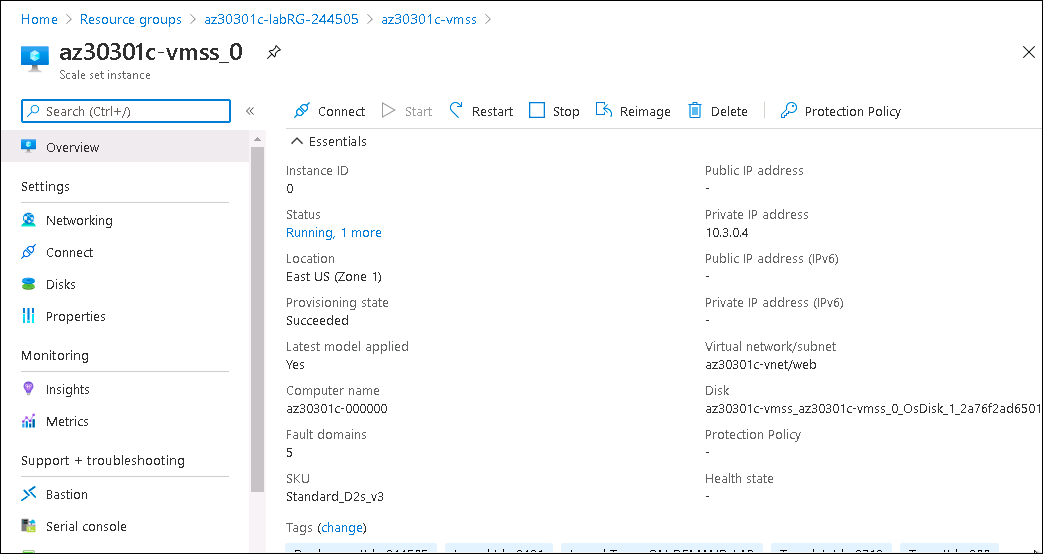 Home > Resource groups > az30301c-labRG-244505 > az30301c-vmss >
az30301c-vmss_0
Scale set instance
Search (Ctrl+/)
«
Connect
Start
Restart
Stop
Reimage
Delete
Protection Policy
Overview
Settings
Networking
Connect
Disks
Properties
Monitoring
Insights
Metrics
Support + troubleshooting
Bastion
Serial console
Essentials
Instance ID
0
Status
Running, 1 more
Location
East US (Zone 1)
Provisioning state
Succeeded
Latest model applied
Yes
Computer name
az30301c-000000
Fault domains
5
SKU
Standard_D2s_v3
Public IP address
-
Private IP address
10.3.0.4
Public IP address (IPv6)
-
Private IP address (IPv6)
-
Virtual network/subnet
az30301c-vnet/web
Disk
az30301c-vmss_az30301c-vmss_0_OsDisk_1_2a76f2ad6501
Protection Policy
-
Health state
-
Tags (change)